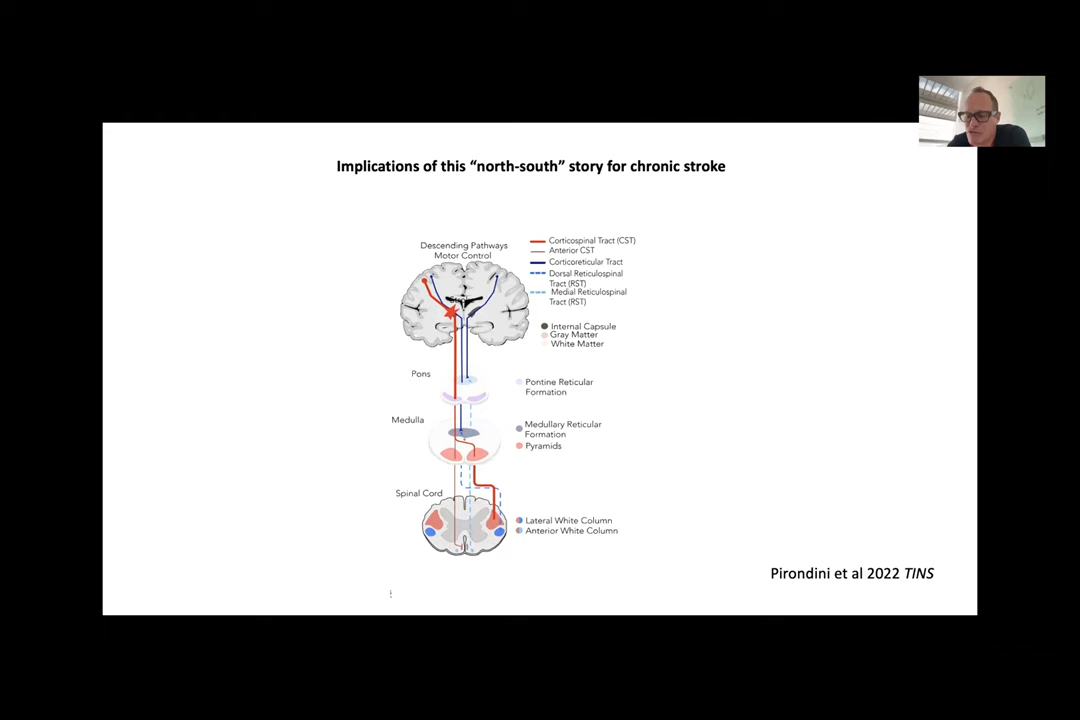 Implications of this “north-south” story for chronic stroke
Descending Pathways
Motor Control
Corticospinal Tract (CST)
Anterior CST
Corticoreticular Tract
Dorsal Reticulospinal
Tract (RST)
Medial Reticulospinal
Tract (RST)
Internal Capsule
Gray Matter
White Matter
Pons
Pontine Reticular
Formation
Medulla
Medullary Reticular
Formation
Pyramids
Spinal Cord
Lateral White Column
Anterior White Column
Pirondini et al 2022 TINS